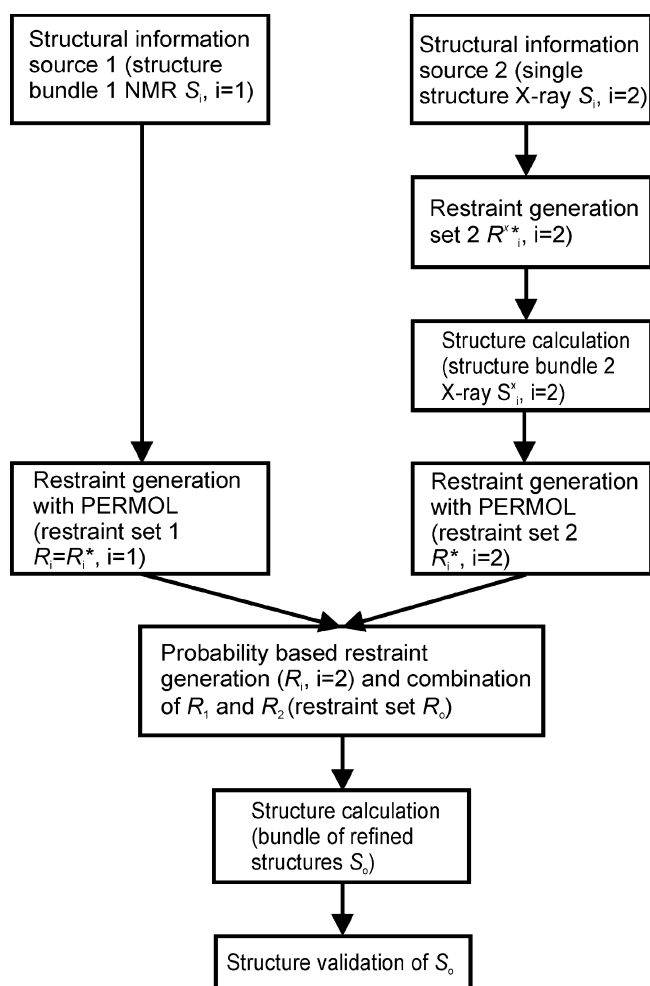 Structural information
source 1 (structure
bundle 1 NMR Sᵢ, i=1)
Structural information
source 2 (single
structure X-ray Sᵢ, i=2)
Restraint generation
set 2 Rˣ*ᵢ, i=2)
Structure calculation
(structure bundle 2
X-ray Sˣᵢ, i=2)
Restraint generation
with PERMOL
(restraint set 1
Rᵢ=Rᵢ*, i=1)
Restraint generation
with PERMOL
(restraint set 2
Rᵢ*, i=2)
Probability based restraint
generation (Rᵢ, i=2) and combination
of R₁ and R₂ (restraint set Rₒ)
Structure calculation
(bundle of refined
structures Sₒ)
Structure validation of Sₒ